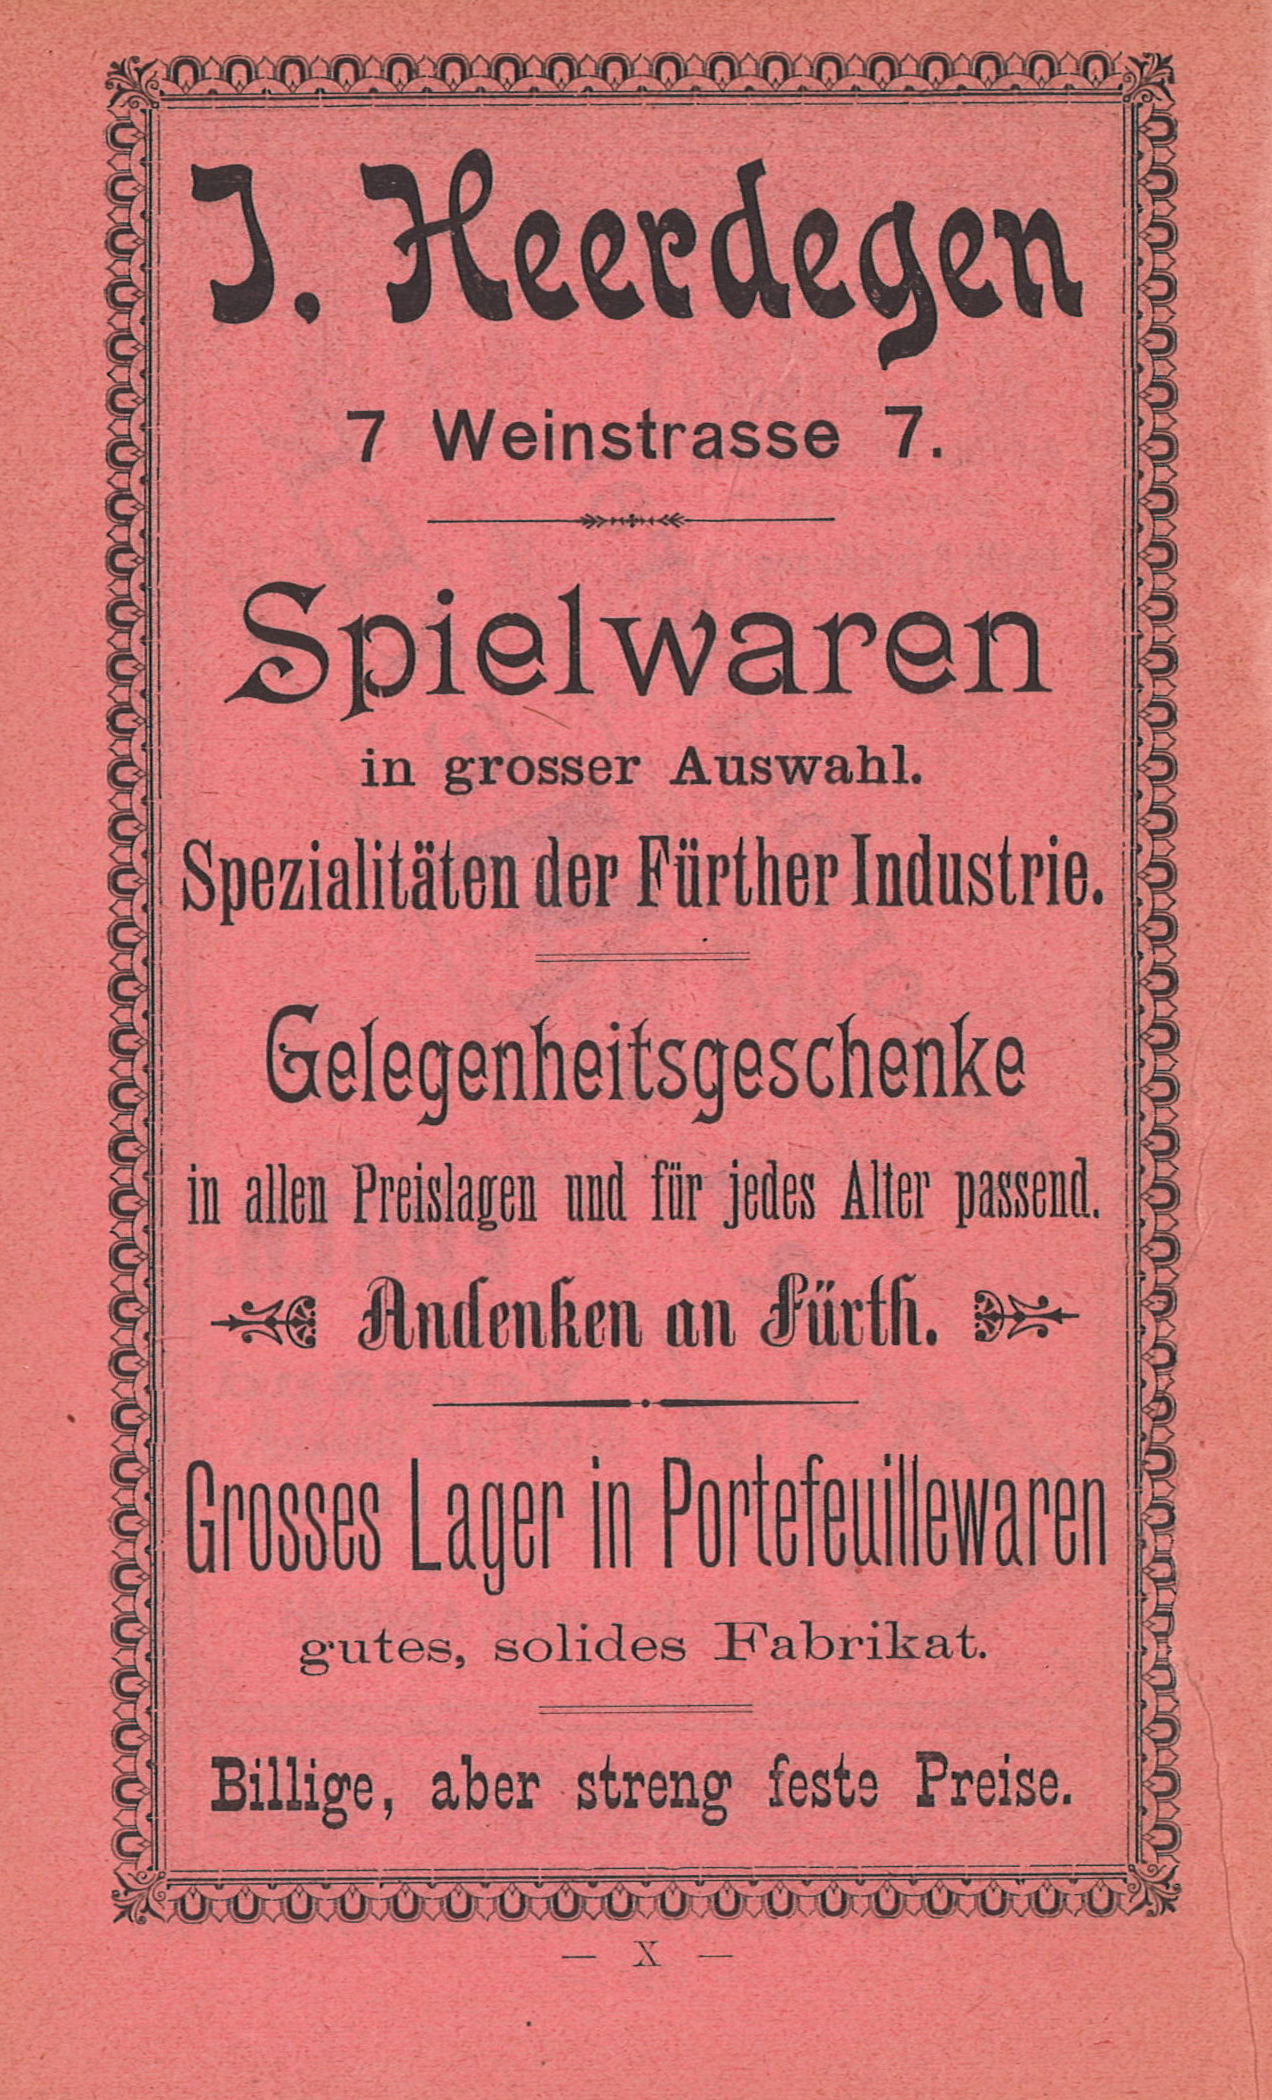 J. Heerdegen
7 Weinstrasse 7.
Spielwaren
in grosser Auswahl.
Spezialitäten der Fürther Industrie.
Gelegenheitsgeschenke
in allen Preislagen und für jedes Alter passend.
Andenken an Fürth.
Grosses Lager in Portefeuillewaren
gutes, solides Fabrikat.
Billige, aber streng feste Preise.
— X —